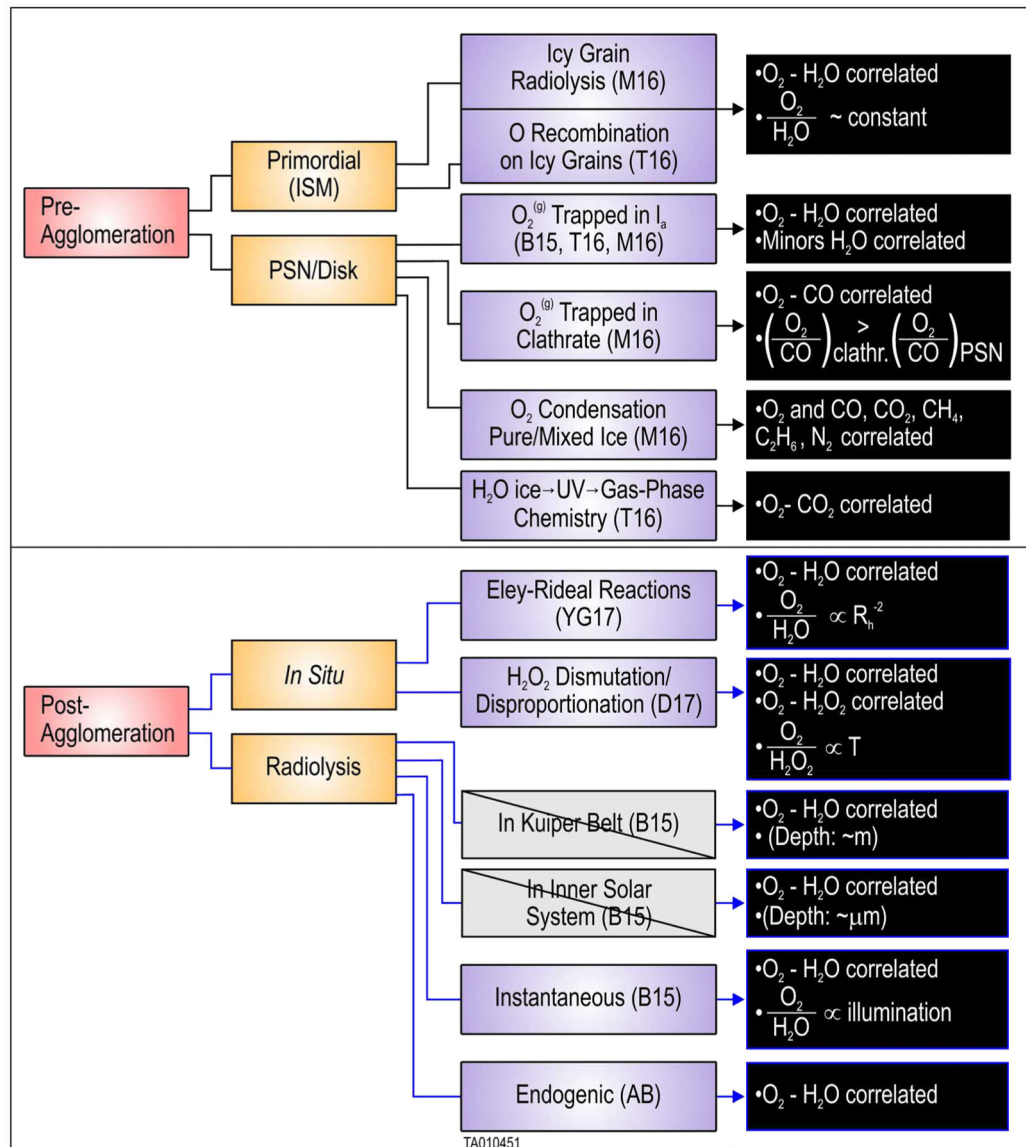 Pre-
Agglomeration
Primordial
(ISM)
PSN/Disk
Icy Grain
Radiolysis (M16)
O Recombination
on Icy Grains (T16)
•O₂ - H₂O correlated
•O₂/H₂O ~ constant
O₂⁽ᵍ⁾ Trapped in Iₐ
(B15, T16, M16)
•O₂ - H₂O correlated
•Minors H₂O correlated
O₂⁽ᵍ⁾ Trapped in
Clathrate (M16)
•O₂ - CO correlated
•(O₂/CO)clathr. > (O₂/CO)PSN
O₂ Condensation
Pure/Mixed Ice (M16)
•O₂ and CO, CO₂, CH₄,
C₂H₆, N₂ correlated
H₂O ice→UV→Gas-Phase
Chemistry (T16)
•O₂- CO₂ correlated
Post-
Agglomeration
In Situ
Radiolysis
Eley-Rideal Reactions
(YG17)
•O₂ - H₂O correlated
•O₂/H₂O ∝ Rₕ⁻²
H₂O₂ Dismutation/
Disproportionation (D17)
•O₂ - H₂O correlated
•O₂ - H₂O₂ correlated
•O₂/H₂O₂ ∝ T
In Kuiper Belt (B15)
•O₂ - H₂O correlated
• (Depth: ~m)
In Inner Solar
System (B15)
•O₂ - H₂O correlated
•(Depth: ~μm)
Instantaneous (B15)
•O₂ - H₂O correlated
•O₂/H₂O ∝ illumination
Endogenic (AB)
•O₂ - H₂O correlated
TA010451